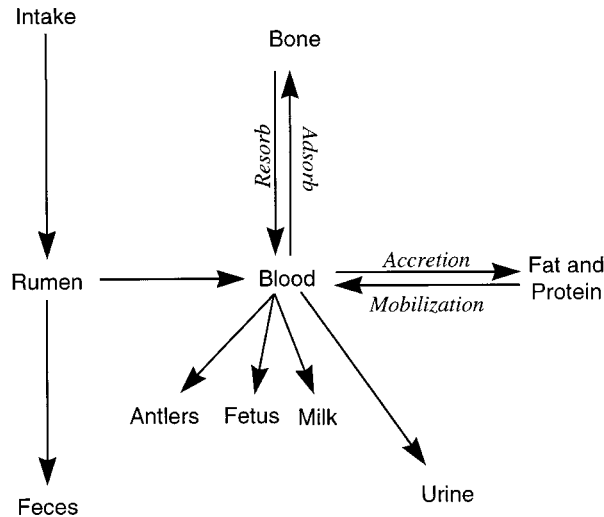 Intake
Bone
Resorb
Adsorb
Rumen
Blood
Accretion
Mobilization
Fat and
Protein
Antlers
Fetus
Milk
Urine
Feces